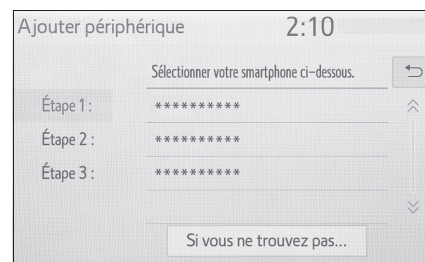 Ajouter périphérique 2:10
Sélectionner votre smartphone ci-dessous.
Étape 1 : **********
Étape 2 : **********
Étape 3 : **********
Si vous ne trouvez pas...